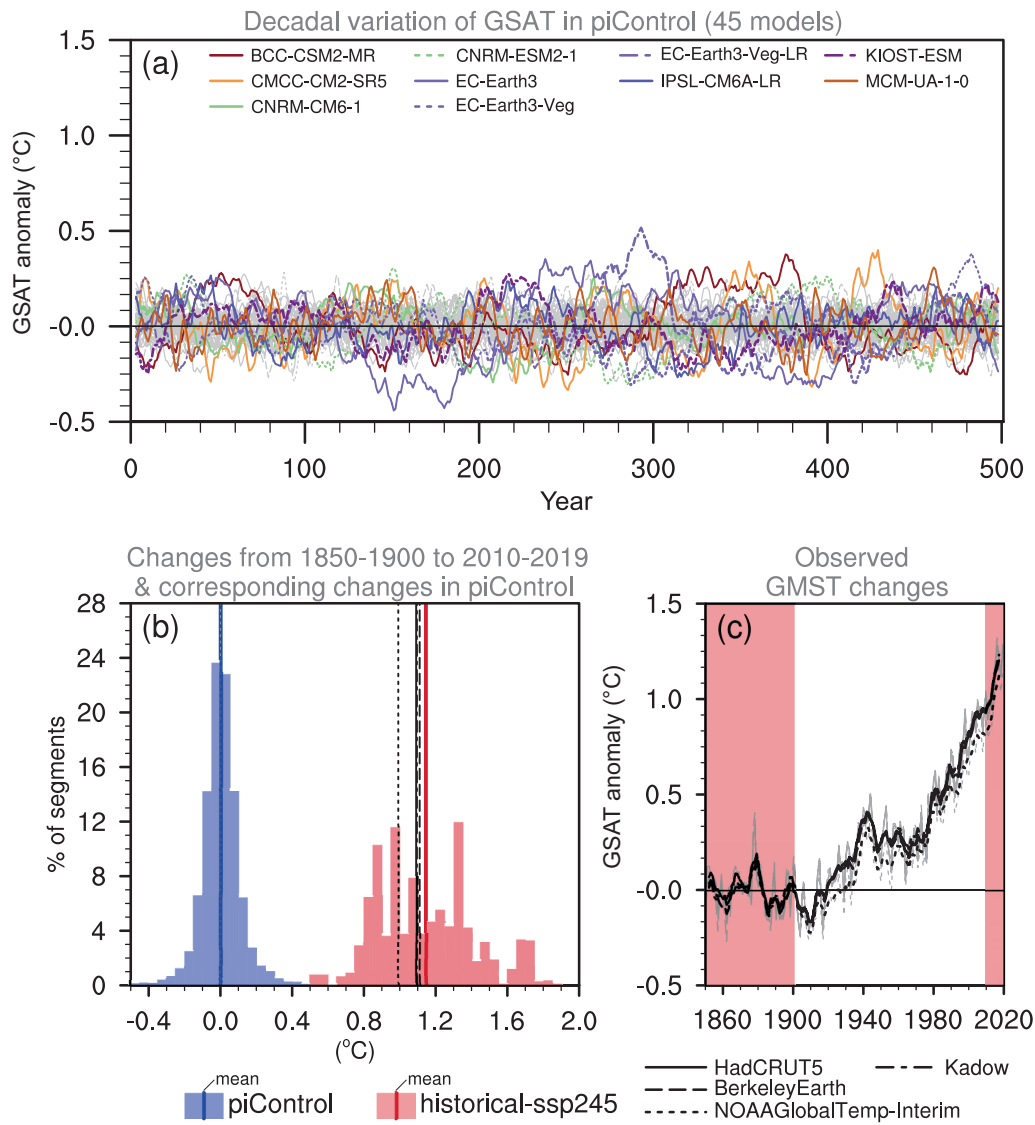 Decadal variation of GSAT in piControl (45 models)
(a)
BCC-CSM2-MR
CNRM-ESM2-1
EC-Earth3-Veg-LR
KIOST-ESM
CMCC-CM2-SR5
EC-Earth3
IPSL-CM6A-LR
MCM-UA-1-0
CNRM-CM6-1
EC-Earth3-Veg
GSAT anomaly (°C)
1.5
1.0
0.5
-0.0
-0.5
0 100 200 300 400 500
Year
Changes from 1850-1900 to 2010-2019
& corresponding changes in piControl
(b)
% of segments
28
24
20
16
12
8
4
0
-0.4 0.0 0.4 0.8 1.2 1.6 2.0
(°C)
mean
piControl
mean
historical-ssp245
Observed
GMST changes
(c)
GSAT anomaly (°C)
1.5
1.0
0.5
-0.0
-0.5
1860 1900 1940 1980 2020
HadCRUT5
Kadow
BerkeleyEarth
NOAAGlobalTemp-Interim